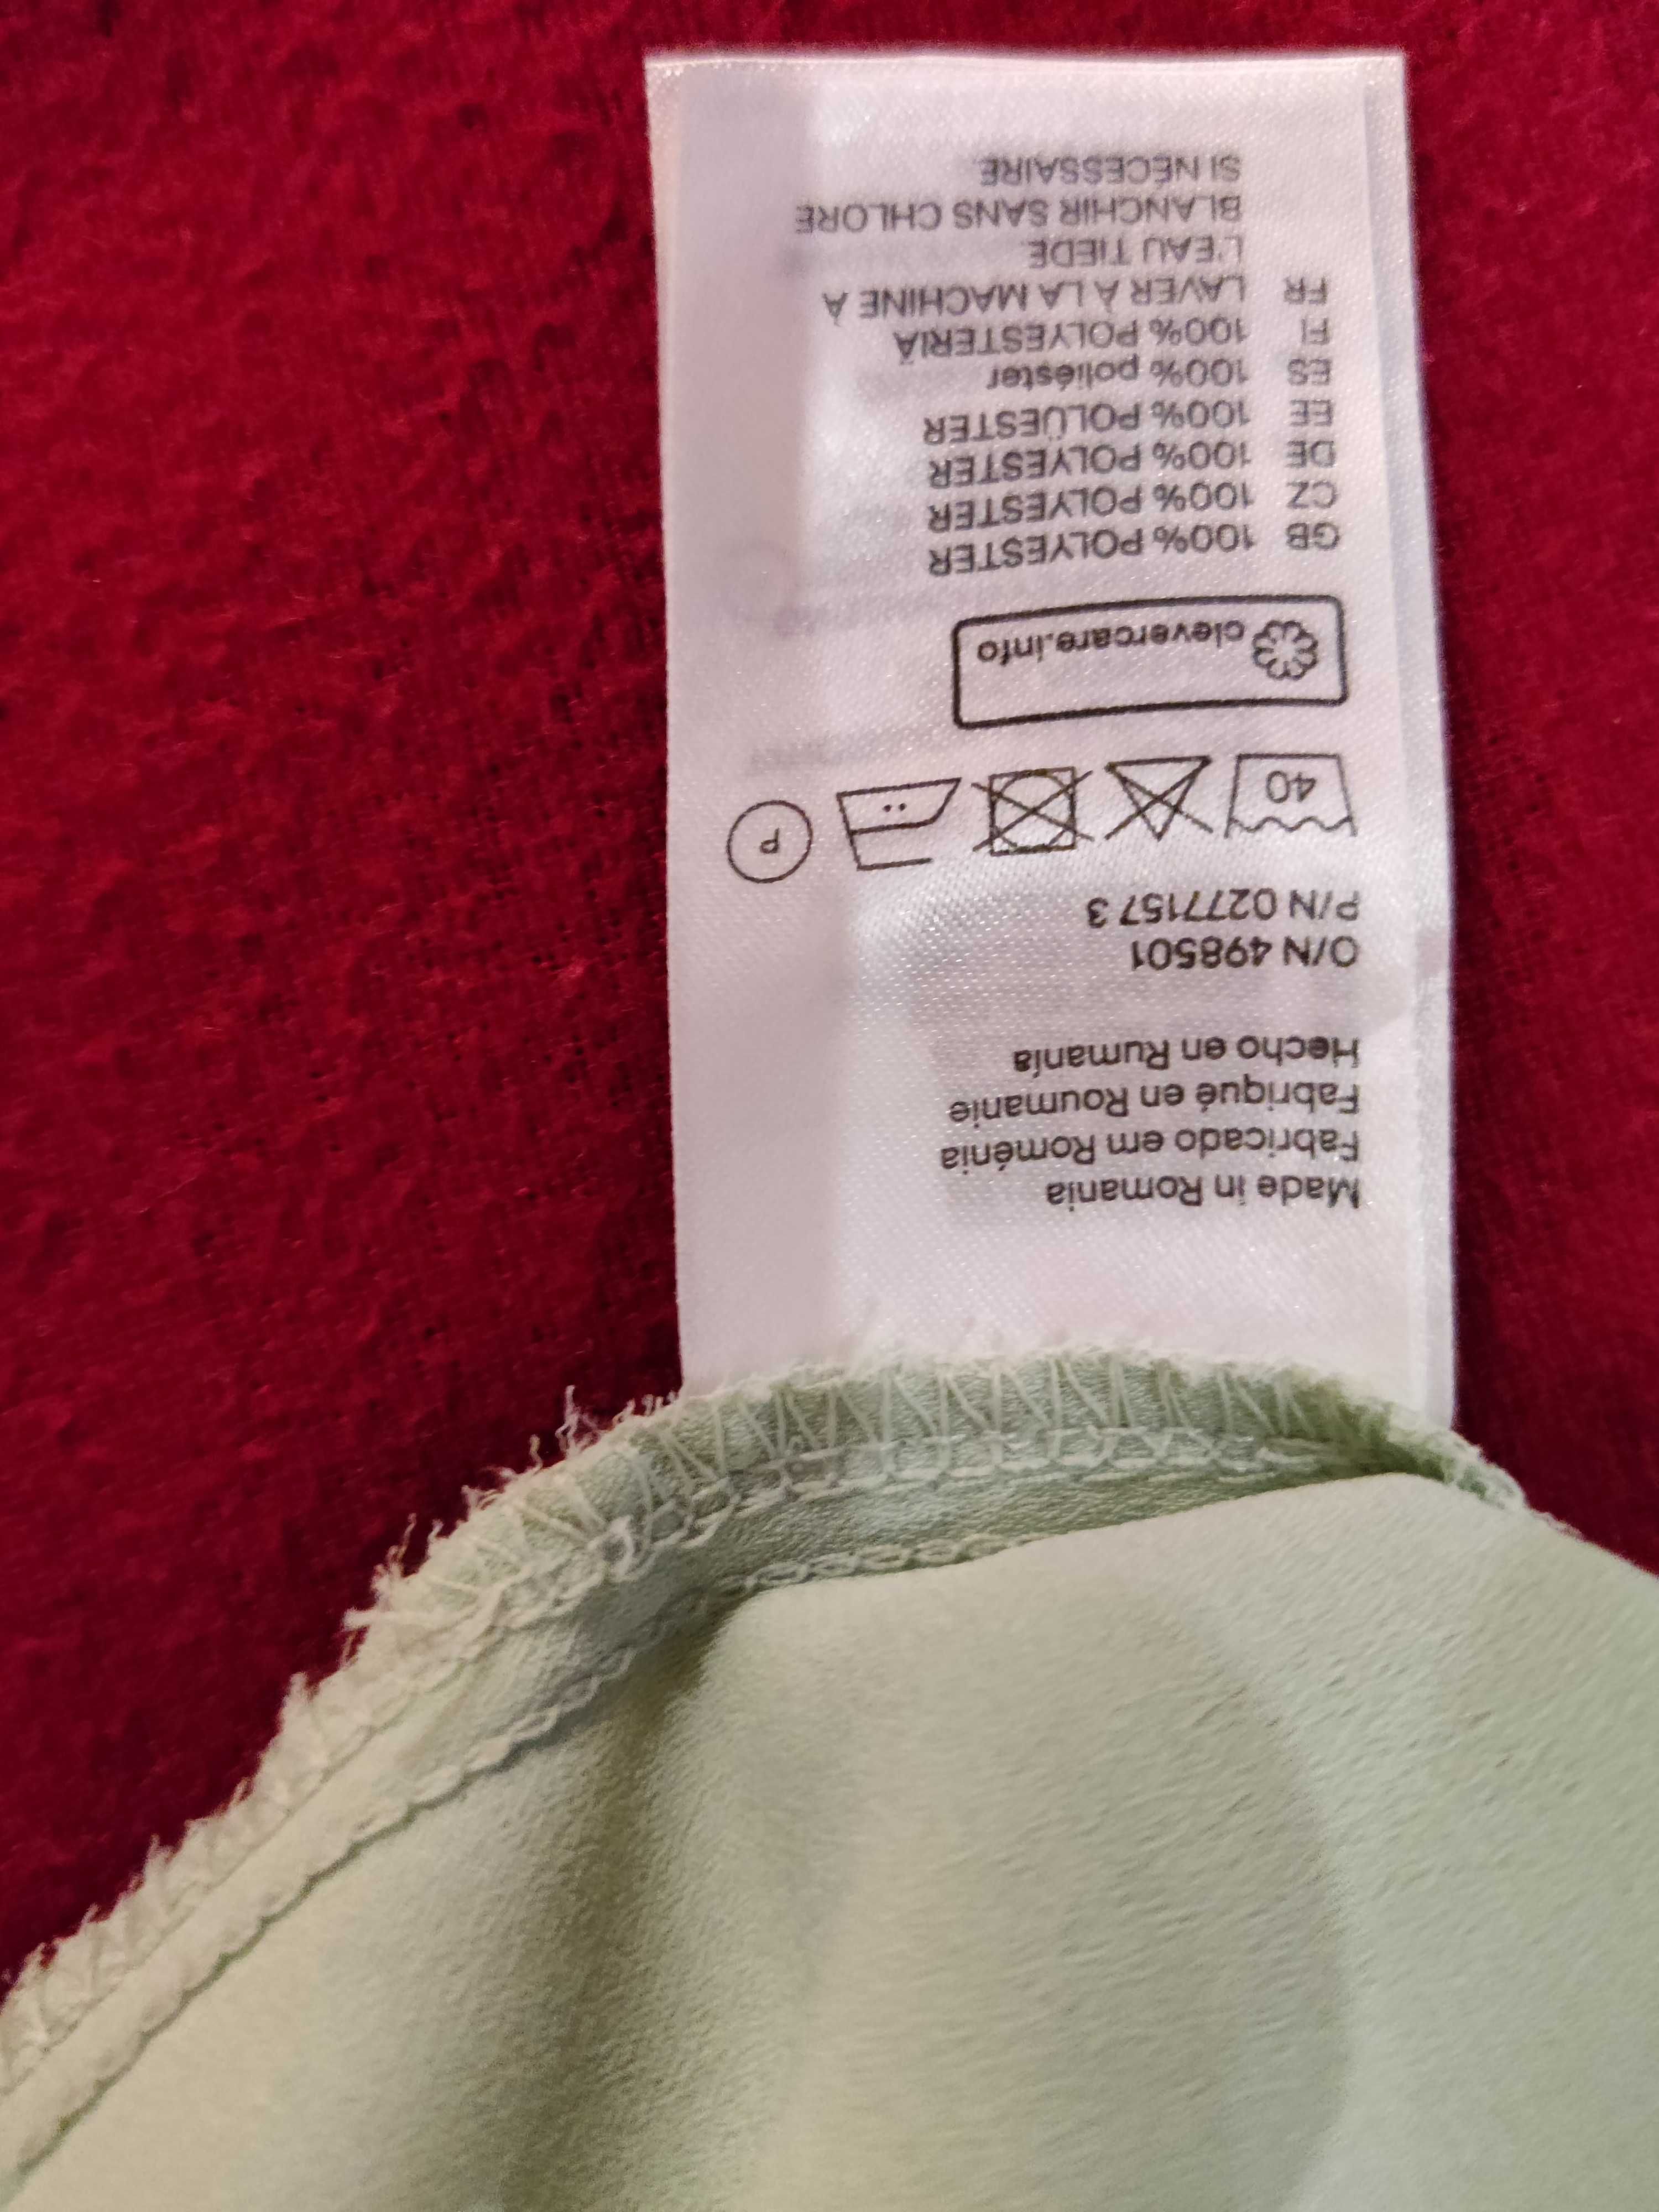 Made in Romania
Fabricado em Roménia
Fabriqué en Roumanie
Hecho en Rumanía
O/N 498501
P/N 0277157 3
40
P
clevercare.info
GB 100% POLYESTER
CZ 100% POLYESTER
DE 100% POLYESTER
EE 100% POLÜESTER
ES 100% poliéster
FI 100% POLYESTERIÄ
FR LAVER À LA MACHINE À
L'EAU TIEDE.
BLANCHIR SANS CHLORE
SI NÉCESSAIRE.